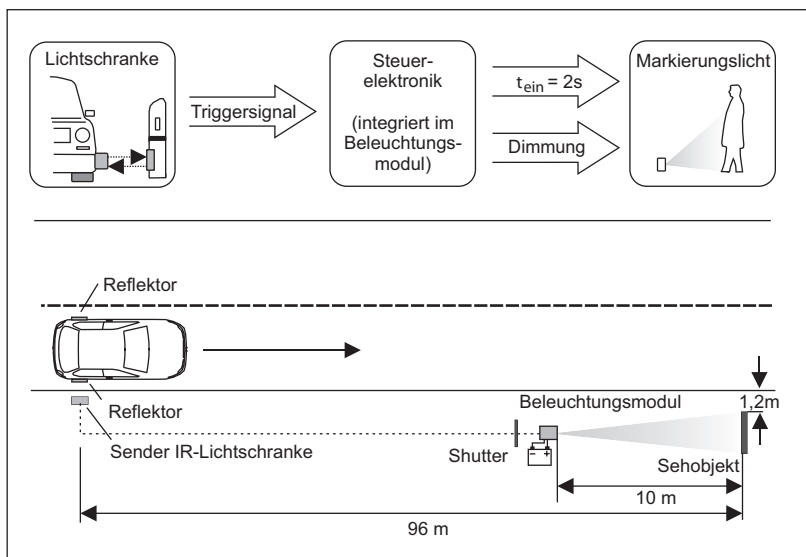 Lichtschranke
Triggersignal
Steuer-
elektronik
(integriert im
Beleuchtungs-
modul)
t_ein = 2s
Dimmung
Markierungslicht
Reflektor
Reflektor
Sender IR-Lichtschranke
Shutter
Beleuchtungsmodul
1,2m
Sehobjekt
10 m
96 m
− +